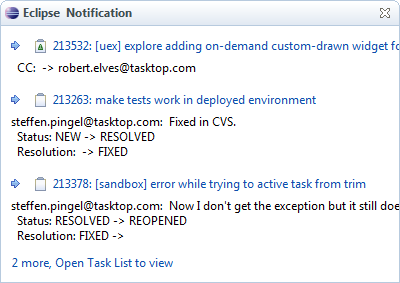 Eclipse Notification
213532: [uex] explore adding on-demand custom-drawn widget fo
CC: -> robert.elves@tasktop.com
213263: make tests work in deployed environment
steffen.pingel@tasktop.com: Fixed in CVS.
Status: NEW -> RESOLVED
Resolution: -> FIXED
213378: [sandbox] error while trying to active task from trim
steffen.pingel@tasktop.com: Now I don't get the exception but it still doe
Status: RESOLVED -> REOPENED
Resolution: FIXED ->
2 more, Open Task List to view